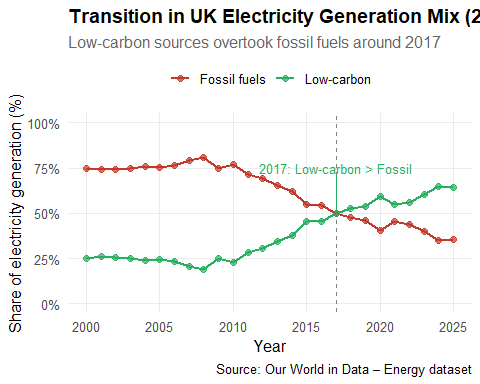 Transition in UK Electricity Generation Mix (2
Low-carbon sources overtook fossil fuels around 2017
Fossil fuels
Low-carbon
Share of electricity generation (%)
100%
75%
50%
25%
0%
2017: Low-carbon > Fossil
2000
2005
2010
2015
2020
2025
Year
Source: Our World in Data – Energy dataset